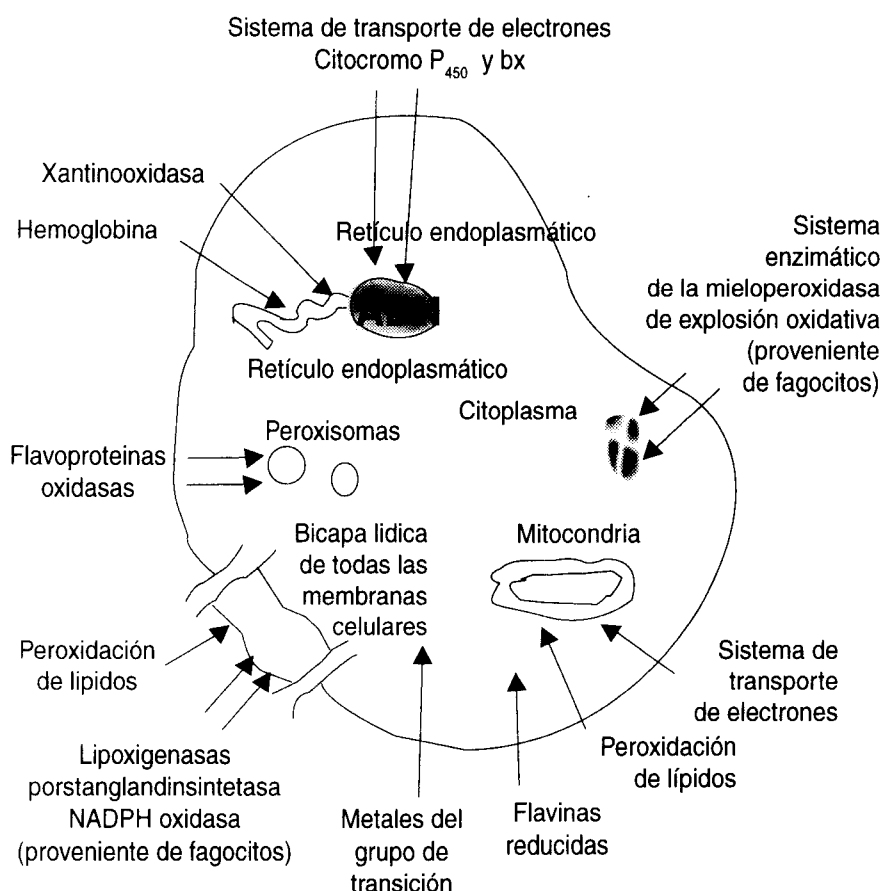 Sistema de transporte de electrones
Citocromo P450 y bx
Xantinooxidasa
Hemoglobina
Retículo endoplasmático
Sistema
enzimático
de la mieloperoxidasa
de explosión oxidativa
(proveniente
de fagocitos)
Retículo endoplasmático
Citoplasma
Peroxisomas
Flavoproteinas
oxidasas
Bicapa lidica
de todas las
membranas
celulares
Mitocondria
Peroxidación
de lípidos
Sistema de
transporte
de electrones
Peroxidación
de lípidos
Lipoxigenasas
porstanglandinsintetasa
NADPH oxidasa
(proveniente de fagocitos)
Metales del
grupo de
transición
Flavinas
reducidas